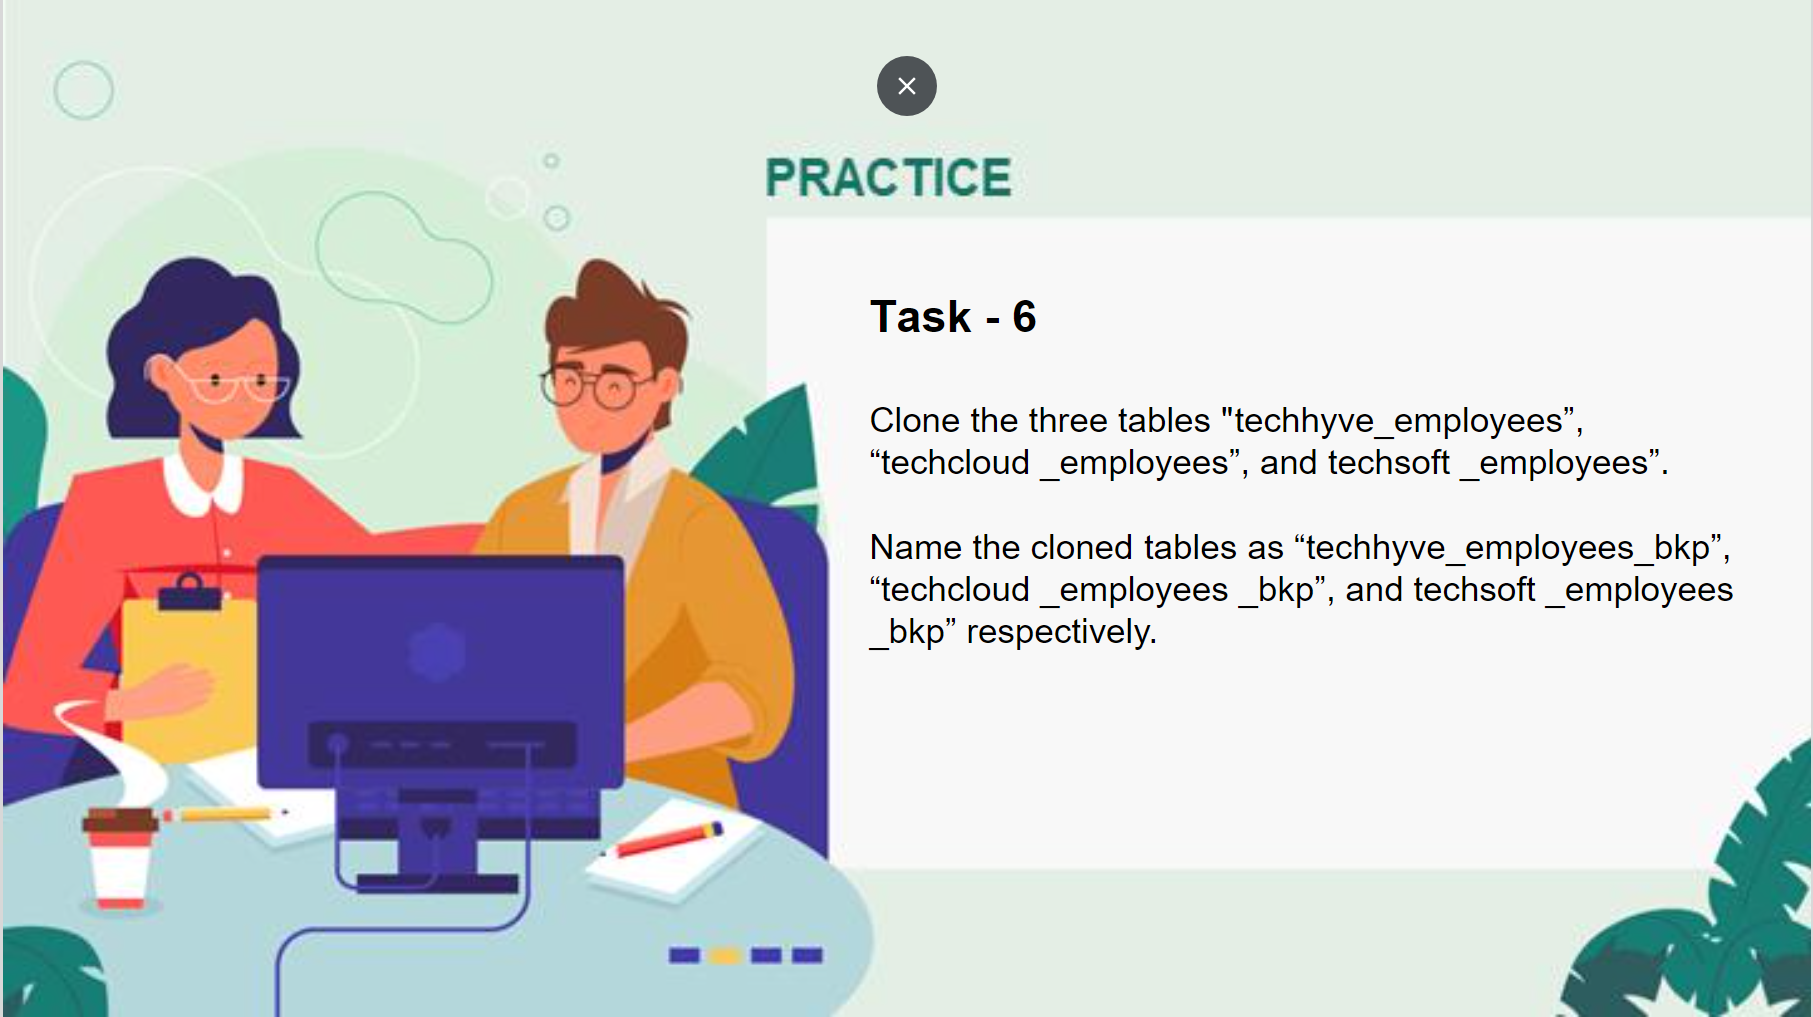 PRACTICE
Task - 6
Clone the three tables "techhyve_employees”,
“techcloud _employees”, and techsoft _employees”.
Name the cloned tables as “techhyve_employees_bkp”,
“techcloud _employees _bkp”, and techsoft _employees
_bkp” respectively.